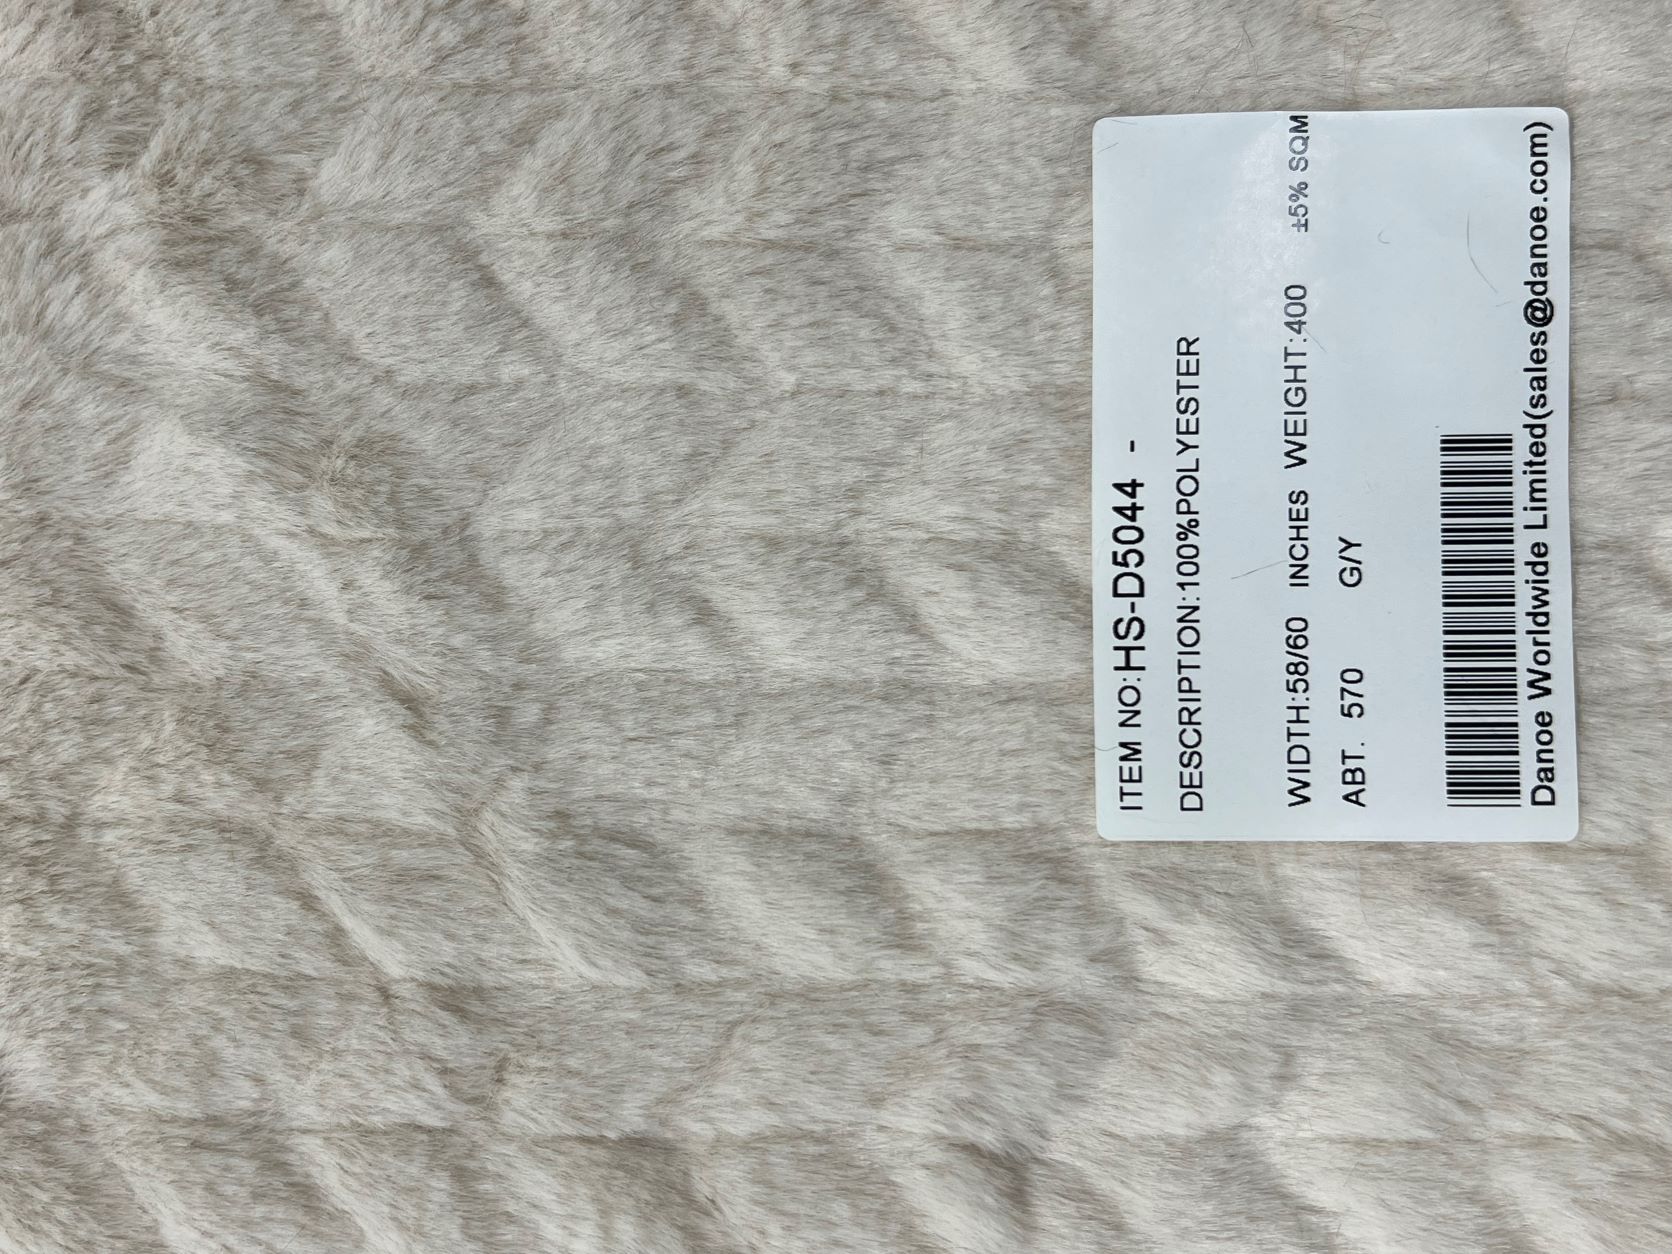 ITEM NO:HS-D5044 -
DESCRIPTION:100%POLYESTER
WIDTH:58/60 INCHES WEIGHT:400 ±5% SQM
ABT. 570 G/Y
Danoe Worldwide Limited(sales@danoe.com)